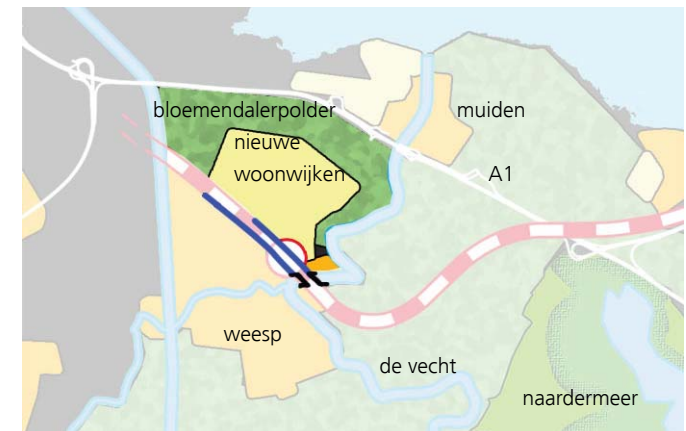 bloemendalerpolder
muiden
nieuwe
woonwijken
A1
weesp
de vecht
naardermeer